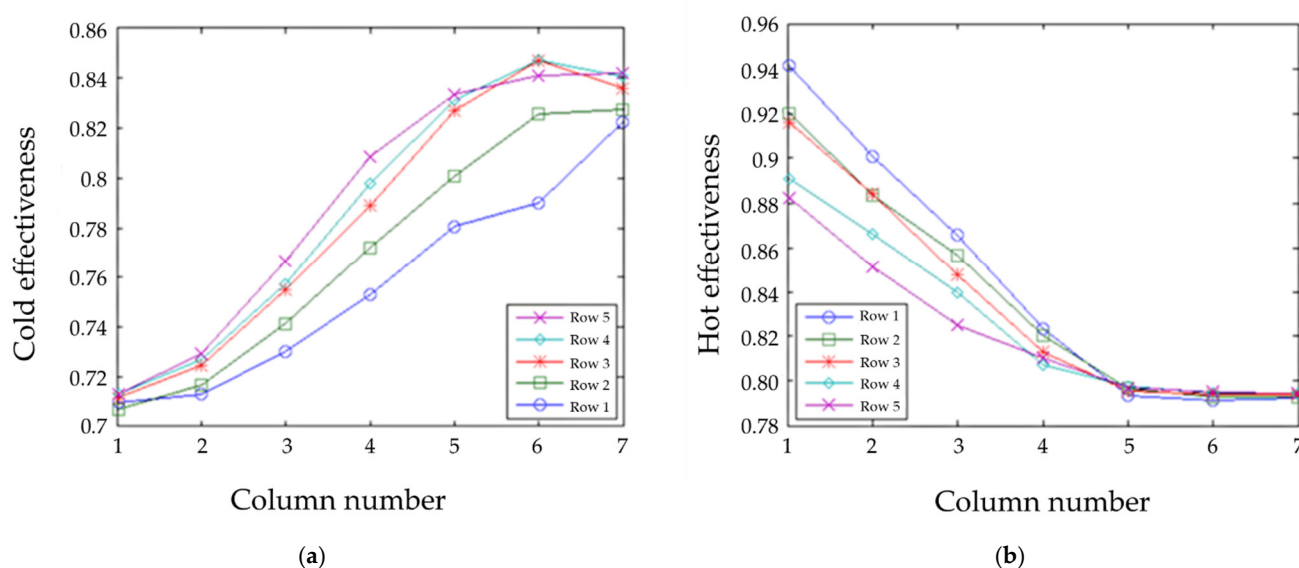 0.86
0.84
0.82
0.8
0.78
0.76
0.74
0.72
0.7
Cold effectiveness
Row 5
Row 4
Row 3
Row 2
Row 1
1 2 3 4 5 6 7
Column number
(a)
0.96
0.94
0.92
0.9
0.88
0.86
0.84
0.82
0.80
0.78
Hot effectiveness
Row 1
Row 2
Row 3
Row 4
Row 5
1 2 3 4 5 6 7
Column number
(b)